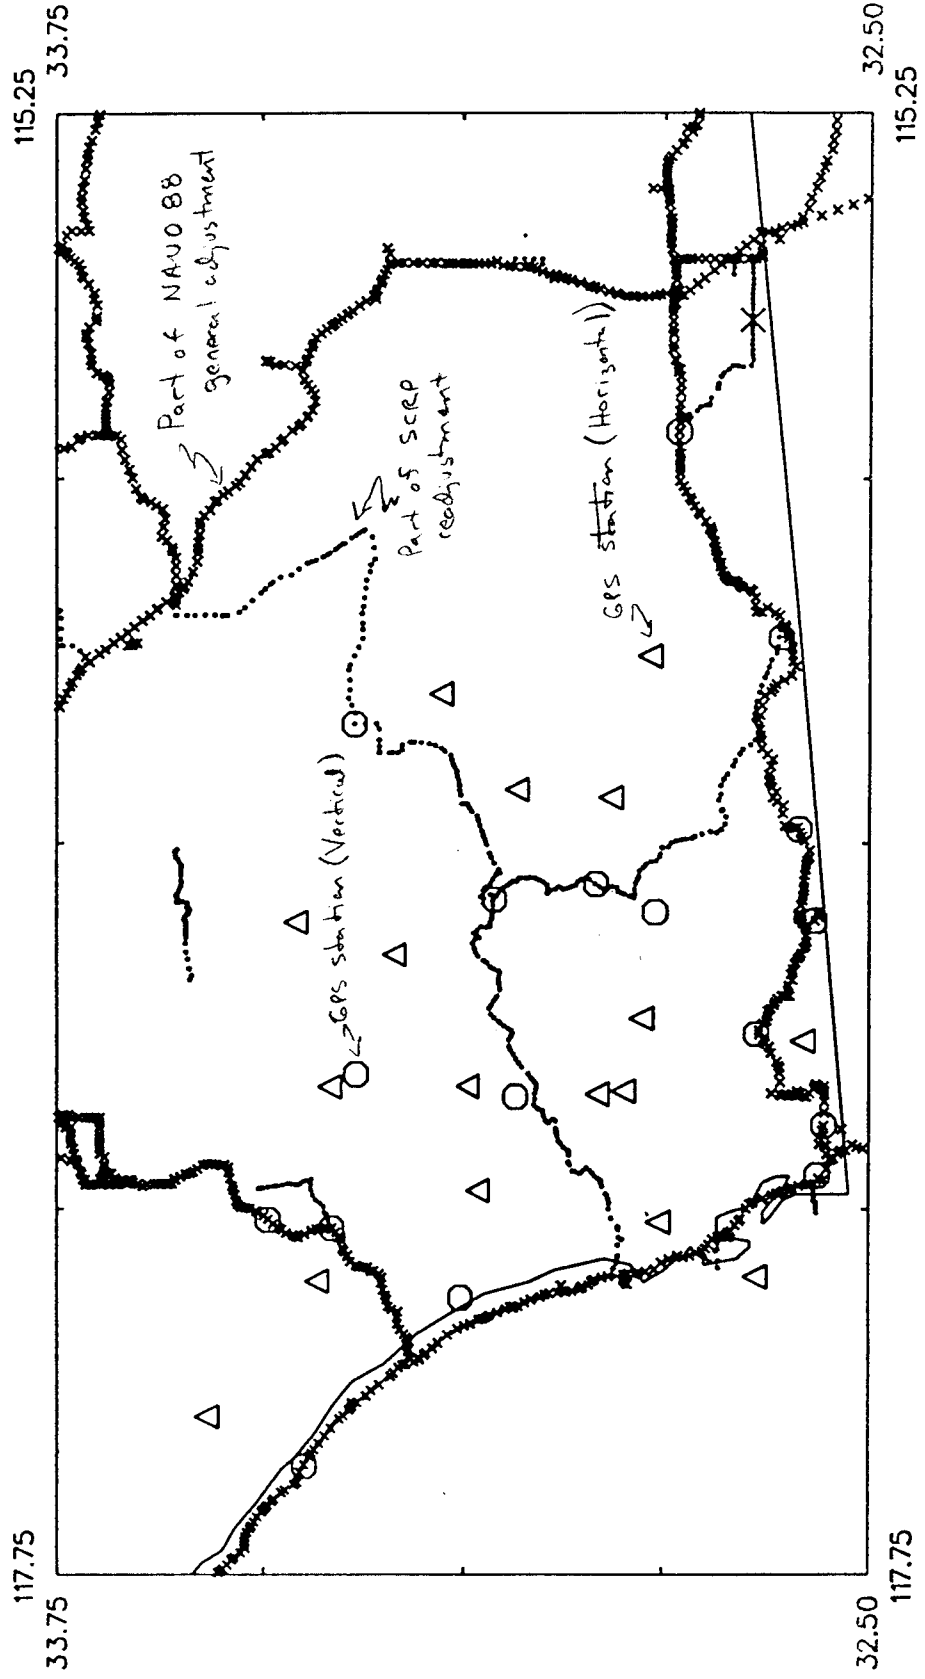 33.75
115.25
32.50
115.25
Part of NAVD 88
general adjustment
Part of SCRP
readjustment
GPS station (Horizontal)
GPS station (Vertical)
117.75
33.75
32.50
117.75